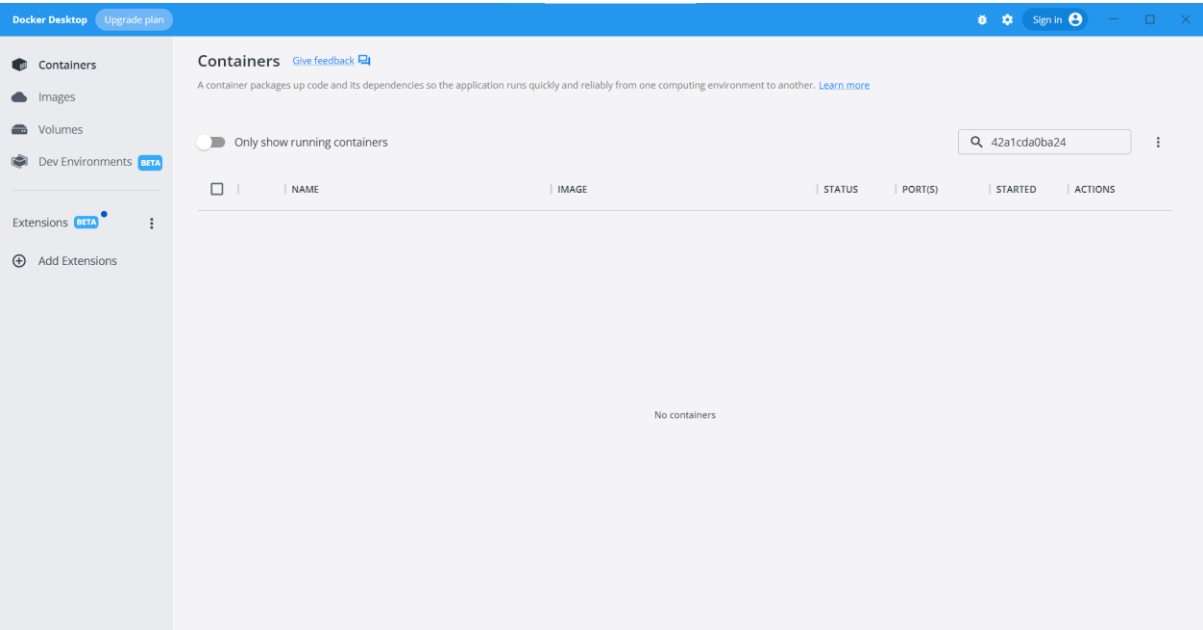 Docker Desktop Upgrade plan Sign in
Containers
Images
Volumes
Dev Environments BETA
Extensions BETA
Add Extensions
Containers Give feedback
A container packages up code and its dependencies so the application runs quickly and reliably from one computing environment to another. Learn more
Only show running containers 42a1cda0ba24
NAME IMAGE STATUS PORT(S) STARTED ACTIONS
No containers